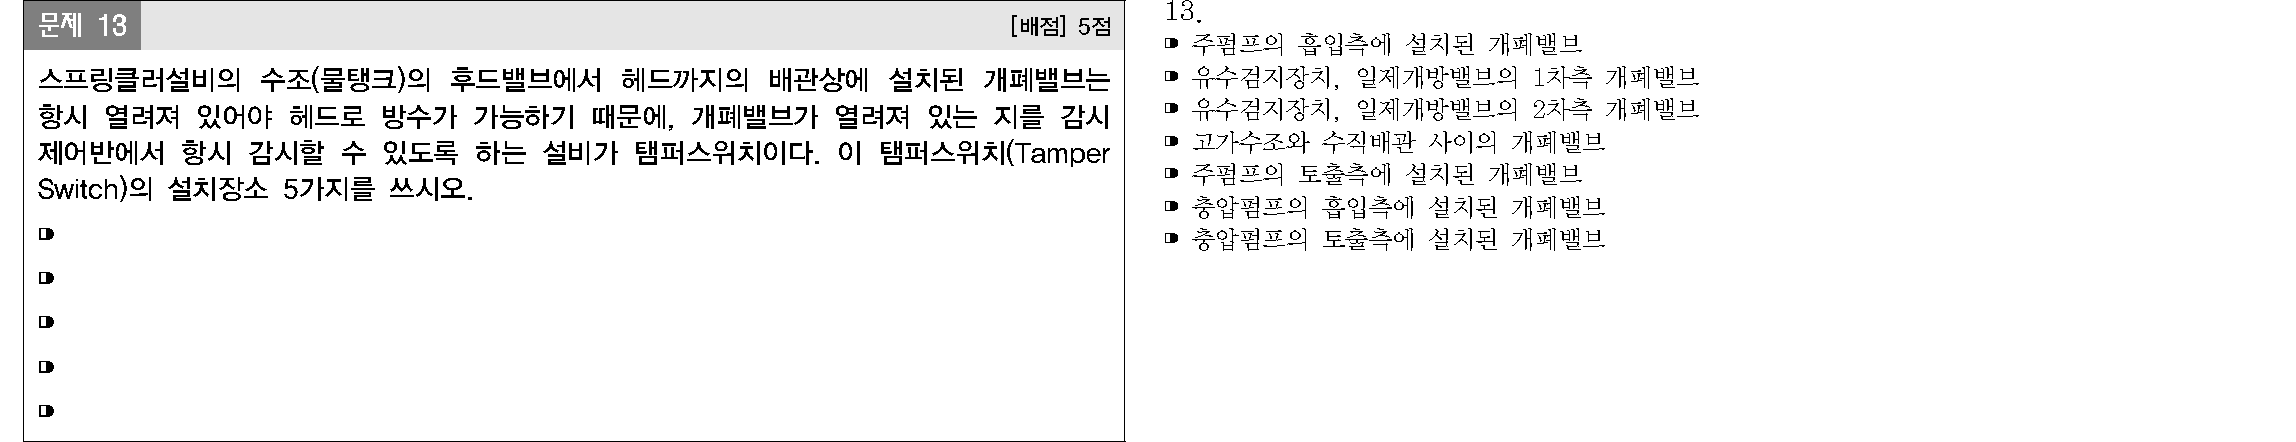 문제 13
[배점] 5점
스프링클러설비의 수조(물탱크)의 후드밸브에서 헤드까지의 배관상에 설치된 개폐밸브는
항시 열려져 있어야 헤드로 방수가 가능하기 때문에, 개폐밸브가 열려져 있는 지를 감시
제어반에서 항시 감시할 수 있도록 하는 설비가 탬퍼스위치이다. 이 탬퍼스위치(Tamper
Switch)의 설치장소 5가지를 쓰시오.
13.
주펌프의 흡입측에 설치된 개폐밸브
유수검지장치, 일제개방밸브의 1차측 개폐밸브
유수검지장치, 일제개방밸브의 2차측 개폐밸브
고가수조와 수직배관 사이의 개폐밸브
주펌프의 토출측에 설치된 개폐밸브
충압펌프의 흡입측에 설치된 개폐밸브
충압펌프의 토출측에 설치된 개폐밸브